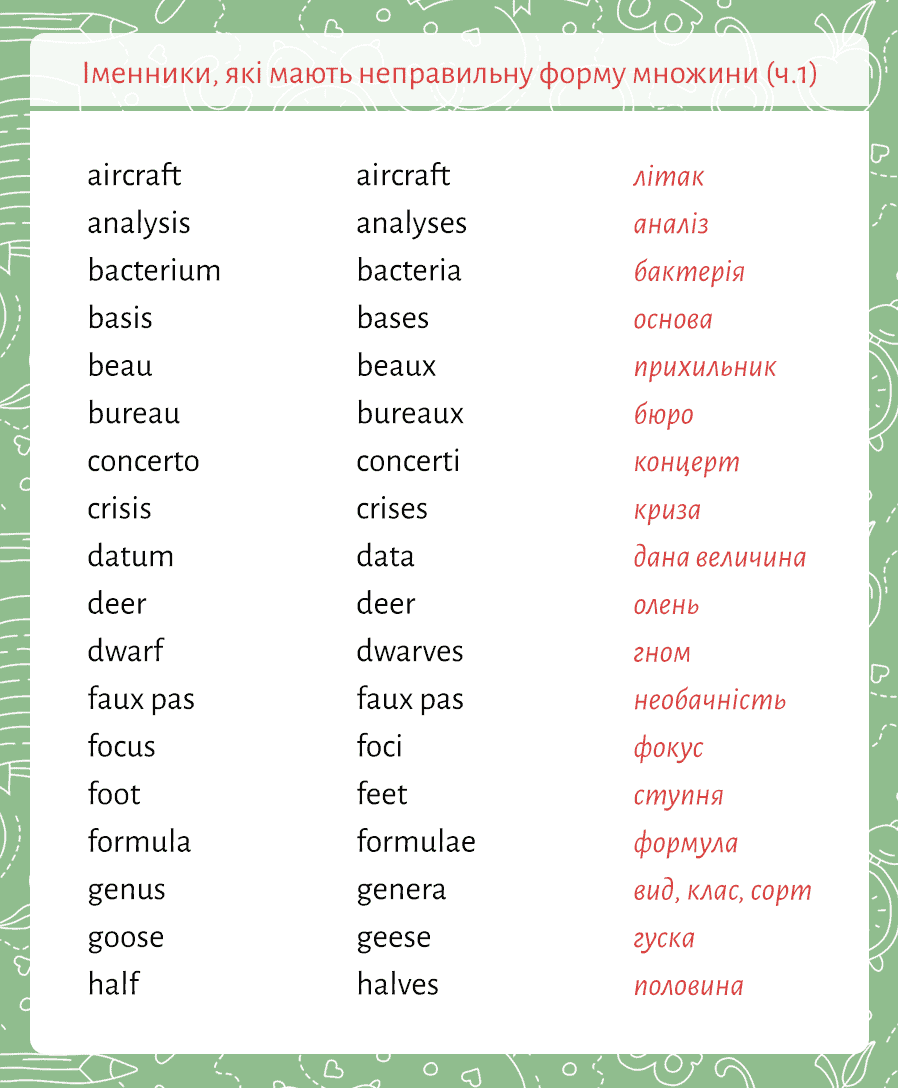 Іменники, які мають неправильну форму множини (ч.1)
aircraft aircraft літак
analysis analyses аналіз
bacterium bacteria бактерія
basis bases основа
beau beaux прихильник
bureau bureaux бюро
concerto concerti концерт
crisis crises криза
datum data дана величина
deer deer олень
dwarf dwarves гном
faux pas faux pas необачність
focus foci фокус
foot feet ступня
formula formulae формула
genus genera вид, клас, сорт
goose geese гуска
half halves половина